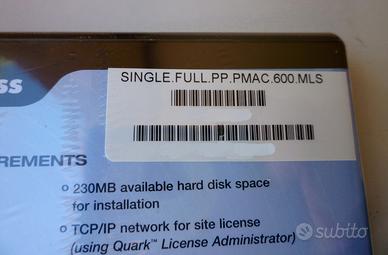 ss
SINGLE.FULL.PP.PMAC.600.MLS
REMENTS
230MB available hard disk space
for installation
TCP/IP network for site license
(using Quark™ License Administrator)
subito